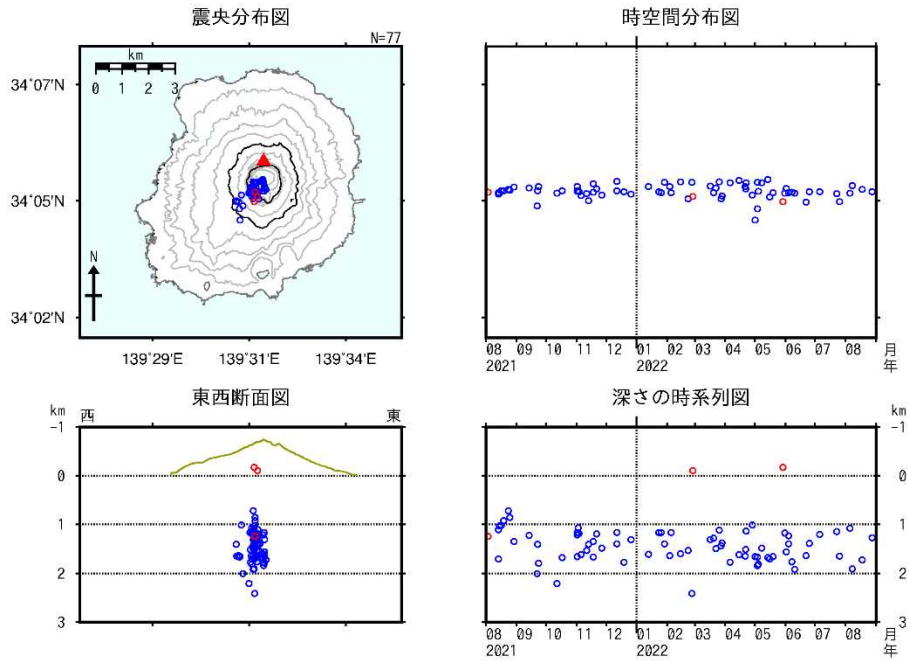 震央分布図
N=77
km
0 1 2 3
34°07'N
34°05'N
34°02'N
N
139°29'E 139°31'E 139°34'E
時空間分布図
08 09 10 11 12 01 02 03 04 05 06 07 08 月
2021 2022 年
東西断面図
km
西 東
-1
0
1
2
3
深さの時系列図
km
-1
0
1
2
3
08 09 10 11 12 01 02 03 04 05 06 07 08 月
2021 2022 年